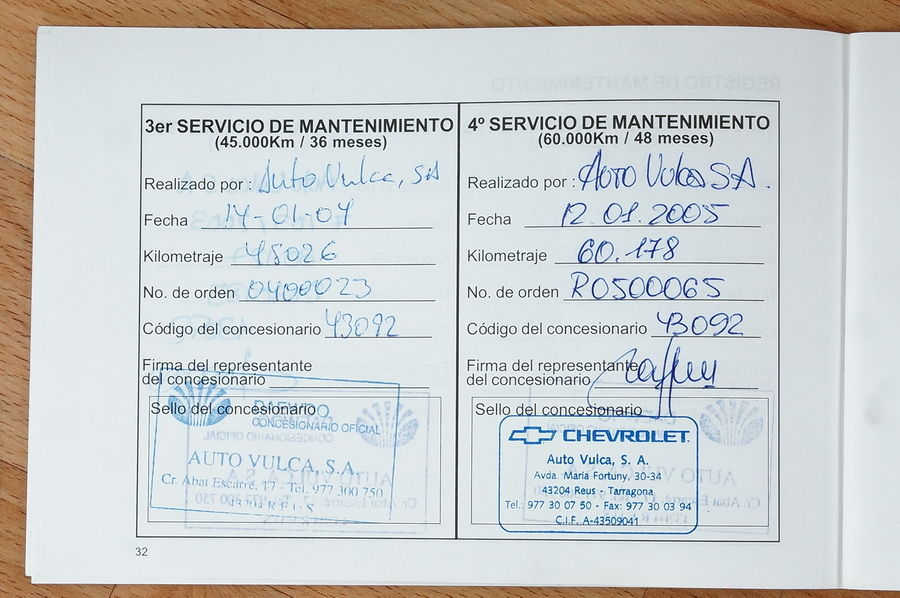 3er SERVICIO DE MANTENIMIENTO
(45.000Km / 36 meses)
Realizado por : Auto Vulca, SA
Fecha 14-01-04
Kilometraje 45026
No. de orden 0400023
Código del concesionario 43092
Firma del representante
del concesionario
Sello del concesionario
DAEWOO
CONCESIONARIO OFICIAL
AUTO VULCA, S.A.
Cr. Abat Escarré, 17 - Tel. 977 300 750
REUS
32
4º SERVICIO DE MANTENIMIENTO
(60.000Km / 48 meses)
Realizado por : Auto Vulca SA.
Fecha 12.01.2005
Kilometraje 60.178
No. de orden R0500065
Código del concesionario 43092
Firma del representante
del concesionario
Sello del concesionario
CHEVROLET
Auto Vulca, S. A.
Avda. María Fortuny, 30-34
43204 Reus - Tarragona
Tel.: 977 30 07 50 - Fax: 977 30 03 94
C.I.F. A-43509041